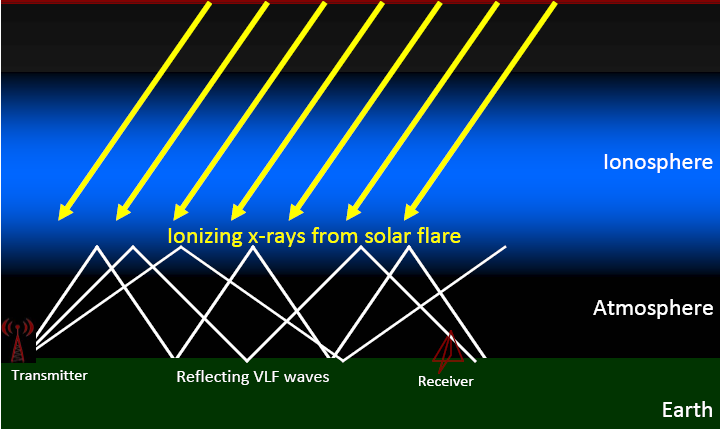 Ionosphere
Ionizing x-rays from solar flare
Atmosphere
Transmitter
Reflecting VLF waves
Receiver
Earth